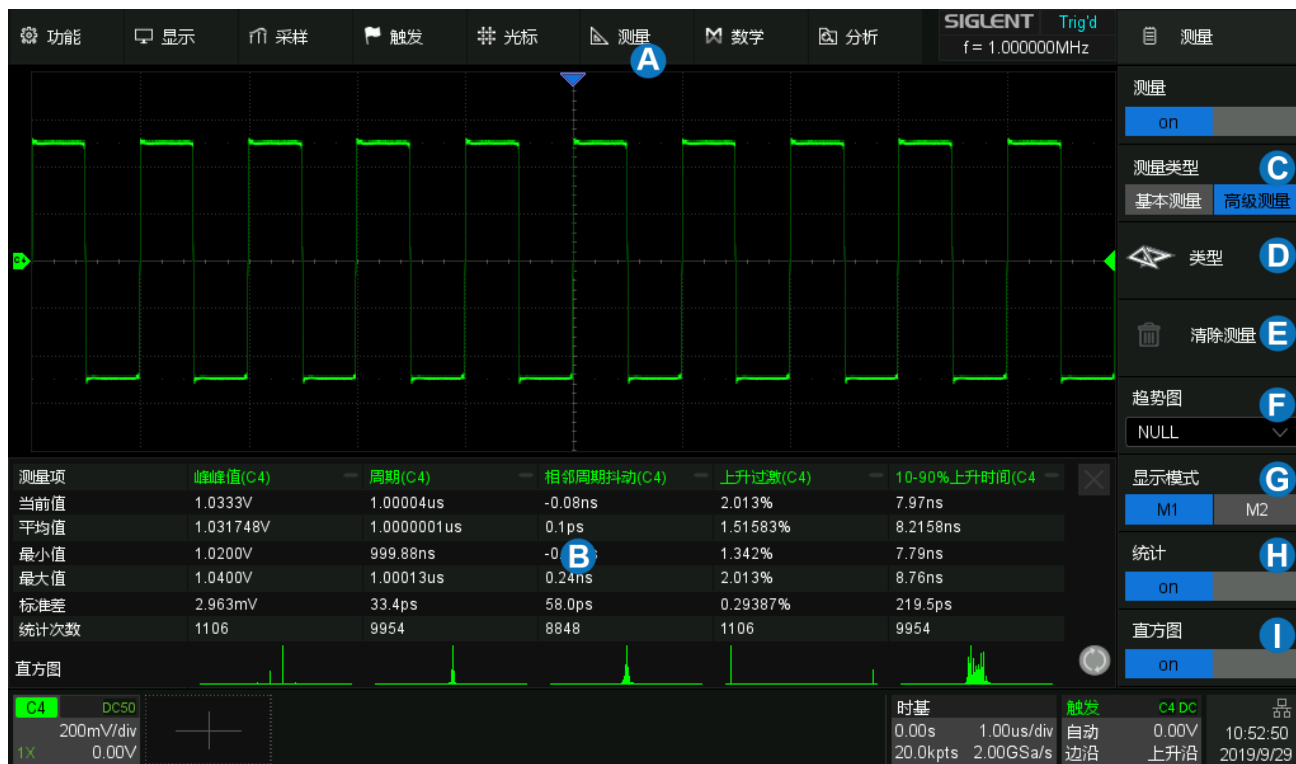 功能 显示 采样 触发 光标 测量 数学 分析 SIGLENT Trig'd
f = 1.000000MHz
测量
A
测量
on
测量类型 C
基本测量 高级测量
类型 D
清除测量 E
趋势图 F
NULL
显示模式 G
M1 M2
统计 H
on
直方图 I
on
C4
测量项 峰峰值(C4) 周期(C4) 相邻周期抖动(C4) 上升过激(C4) 10-90%上升时间(C4
当前值 1.0333V 1.00004us -0.08ns 2.013% 7.97ns
平均值 1.031748V 1.0000001us 0.1ps 1.51583% 8.2158ns
最小值 1.0200V 999.88ns B 1.342% 7.79ns
最大值 1.0400V 1.00013us 0.24ns 2.013% 8.76ns
标准差 2.963mV 33.4ps 58.0ps 0.29387% 219.5ps
统计次数 1106 9954 8848 1106 9954
直方图
C4 DC50
200mV/div
1X 0.00V
时基
0.00s 1.00us/div
20.0kpts 2.00GSa/s
触发 C4 DC
自动 0.00V
边沿 上升沿
10:52:50
2019/9/29